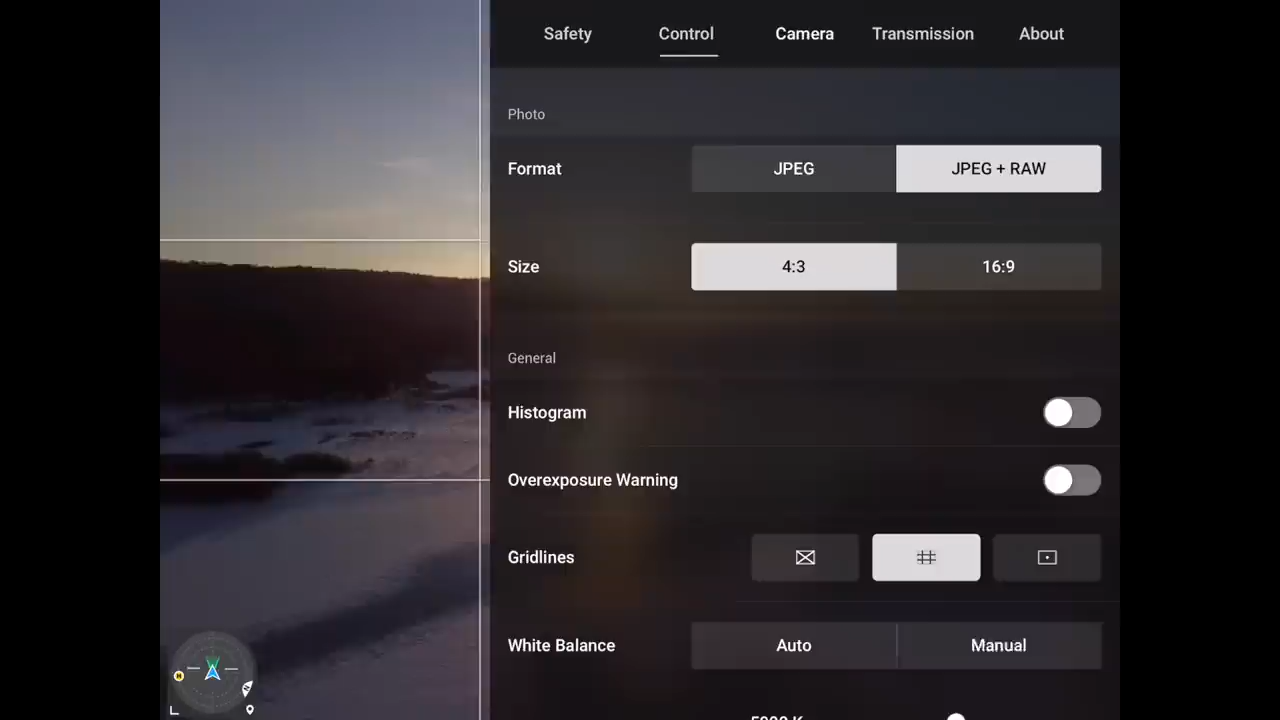 Safety Control Camera Transmission About
Photo
Format JPEG JPEG + RAW
Size 4:3 16:9
General
Histogram
Overexposure Warning
Gridlines
White Balance Auto Manual
H